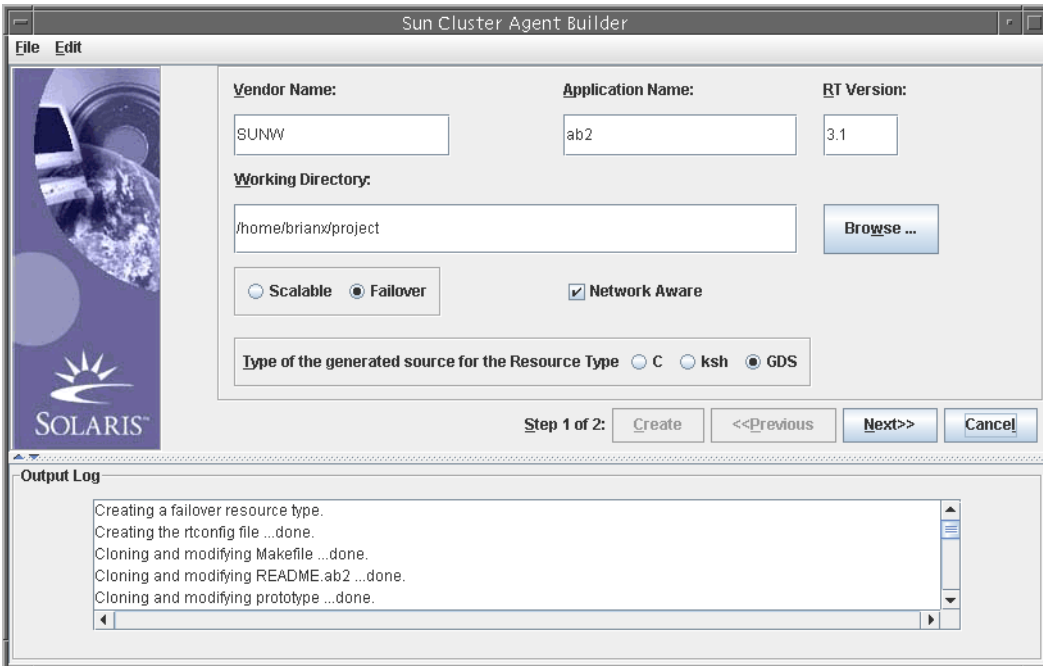 Sun Cluster Agent Builder
File Edit
Vendor Name: Application Name: RT Version:
SUNW ab2 3.1
Working Directory:
/home/brianx/project Browse ...
Scalable Failover Network Aware
Type of the generated source for the Resource Type C ksh GDS
SOLARIS™
Step 1 of 2: Create <<Previous Next>> Cancel
Output Log
Creating a failover resource type.
Creating the rtconfig file ...done.
Cloning and modifying Makefile ...done.
Cloning and modifying README.ab2 ...done.
Cloning and modifying prototype ...done.